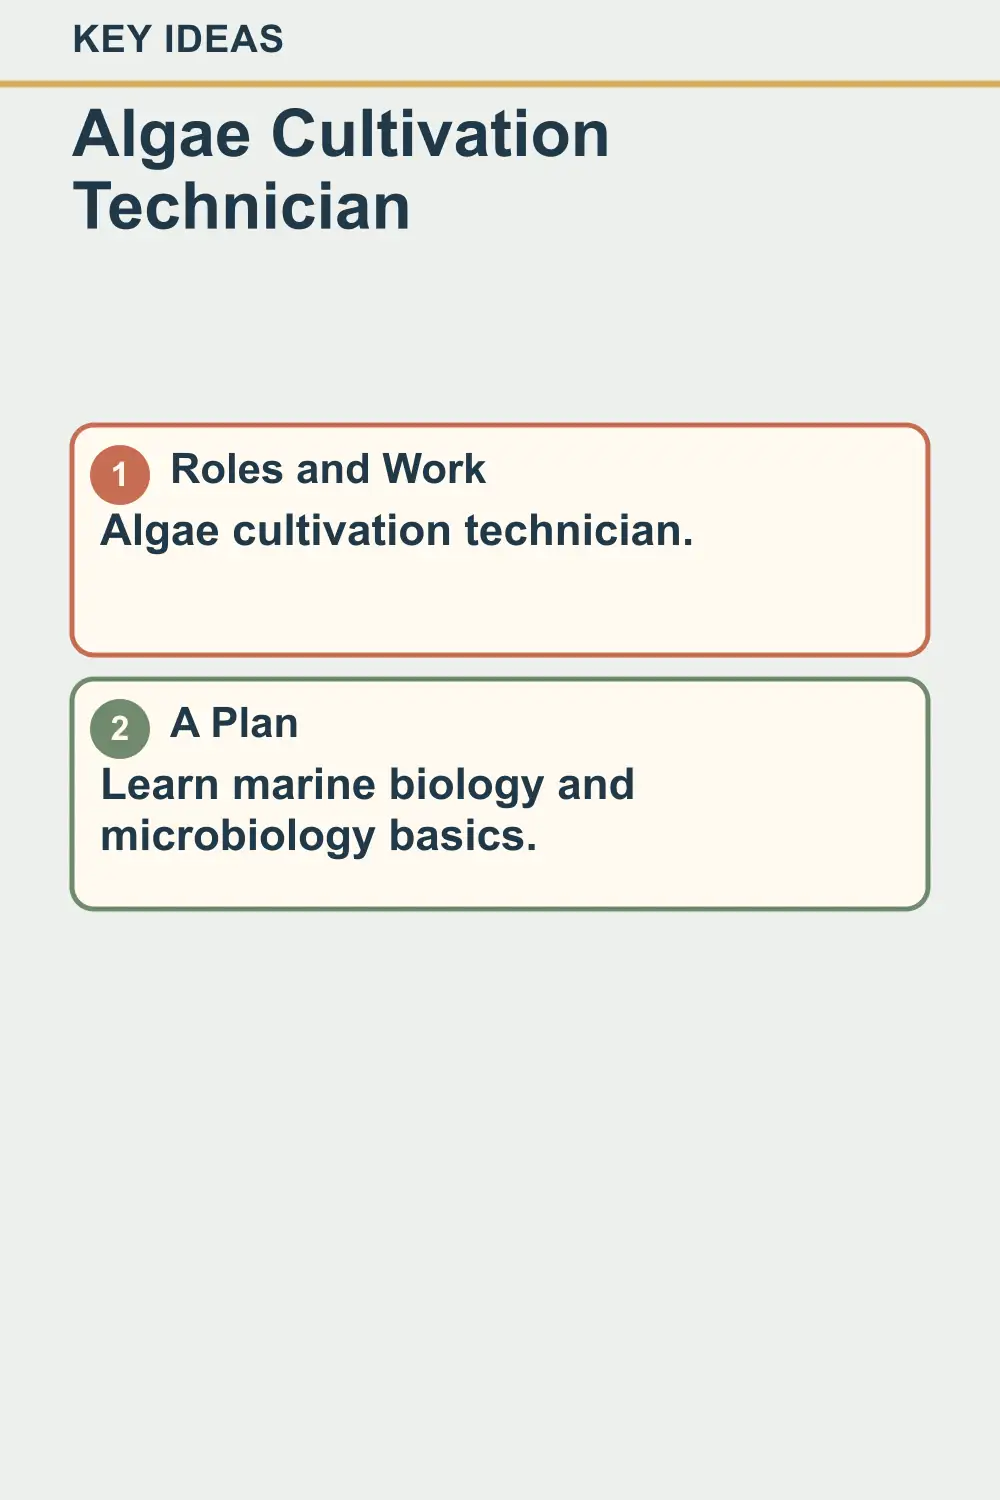 KEY IDEAS
Algae Cultivation
Technician
1 Roles and Work
Algae cultivation technician.
2 A Plan
Learn marine biology and
microbiology basics.